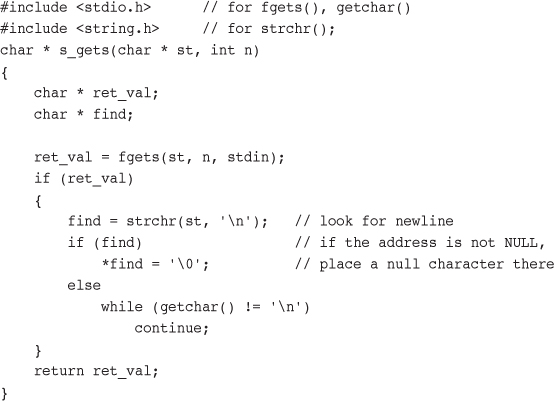 #include <stdio.h>      // for fgets(), getchar()
#include <string.h>     // for strchr();
char * s_gets(char * st, int n)
{
    char * ret_val;
    char * find;

    ret_val = fgets(st, n, stdin);
    if (ret_val)
    {
        find = strchr(st, '\n');   // look for newline
        if (find)                  // if the address is not NULL,
            *find = '\0';          // place a null character there
        else
            while (getchar() != '\n')
                continue;
    }
    return ret_val;
}